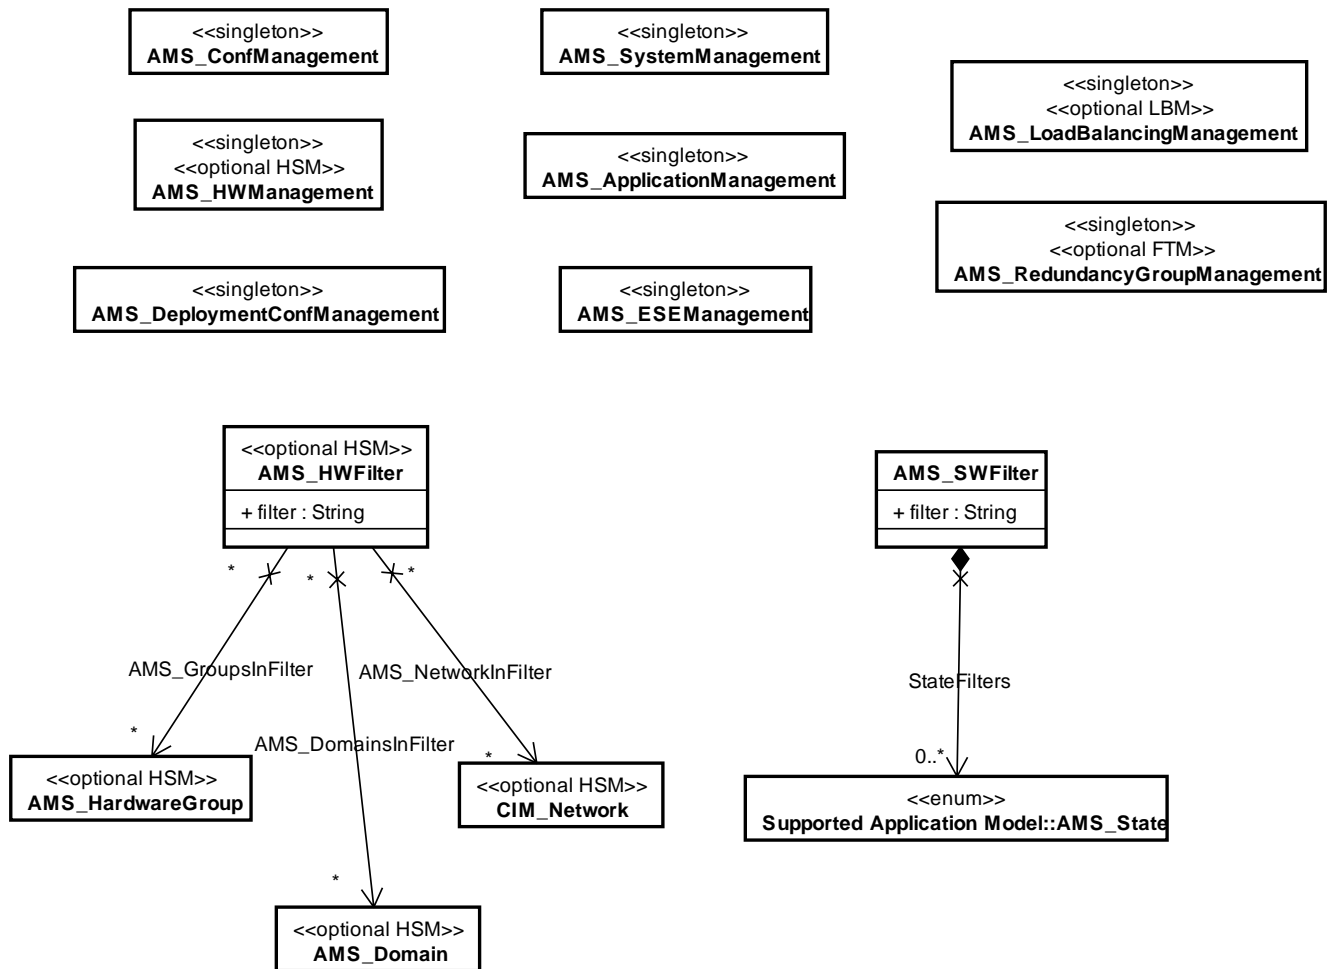 <<singleton>>
AMS_ConfManagement
<<singleton>>
AMS_SystemManagement
<<singleton>>
<<optional LBM>>
AMS_LoadBalancingManagement
<<singleton>>
<<optional HSM>>
AMS_HWManagement
<<singleton>>
AMS_ApplicationManagement
<<singleton>>
<<optional FTM>>
AMS_RedundancyGroupManagement
<<singleton>>
AMS_DeploymentConfManagement
<<singleton>>
AMS_ESEManagement
<<optional HSM>>
AMS_HWFilter
+ filter : String
AMS_SWFilter
+ filter : String
*
*
*
AMS_GroupsInFilter
AMS_NetworkInFilter
StateFilters
*
AMS_DomainsInFilter
*
0..*
<<optional HSM>>
AMS_HardwareGroup
<<optional HSM>>
CIM_Network
<<enum>>
Supported Application Model::AMS_State
*
<<optional HSM>>
AMS_Domain